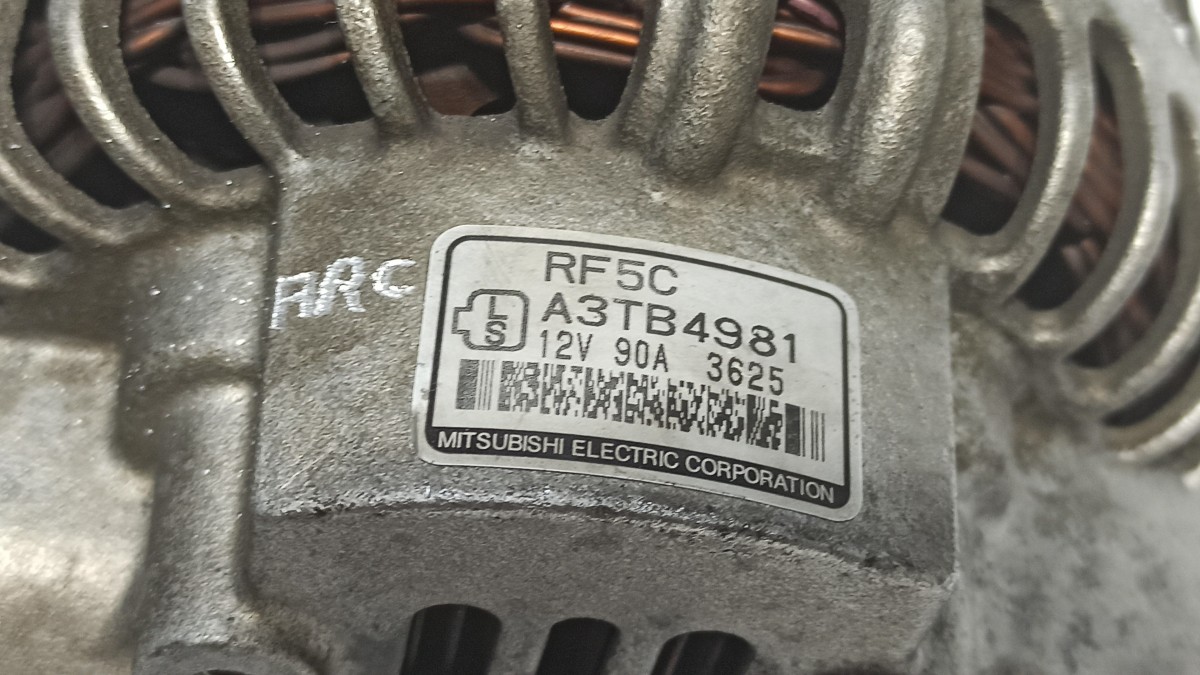 ARC
RF5C
L
S
A3TB4981
12V 90A 3625
MITSUBISHI ELECTRIC CORPORATION